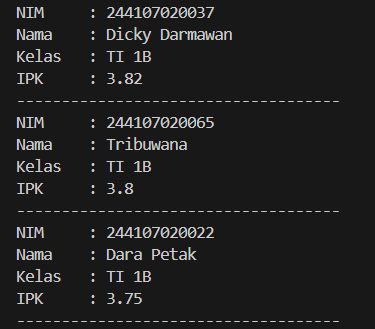 NIM     : 244107020037
Nama    : Dicky Darmawan
Kelas   : TI 1B
IPK     : 3.82
------------------------------------
NIM     : 244107020065
Nama    : Tribuwana
Kelas   : TI 1B
IPK     : 3.8
------------------------------------
NIM     : 244107020022
Nama    : Dara Petak
Kelas   : TI 1B
IPK     : 3.75
------------------------------------